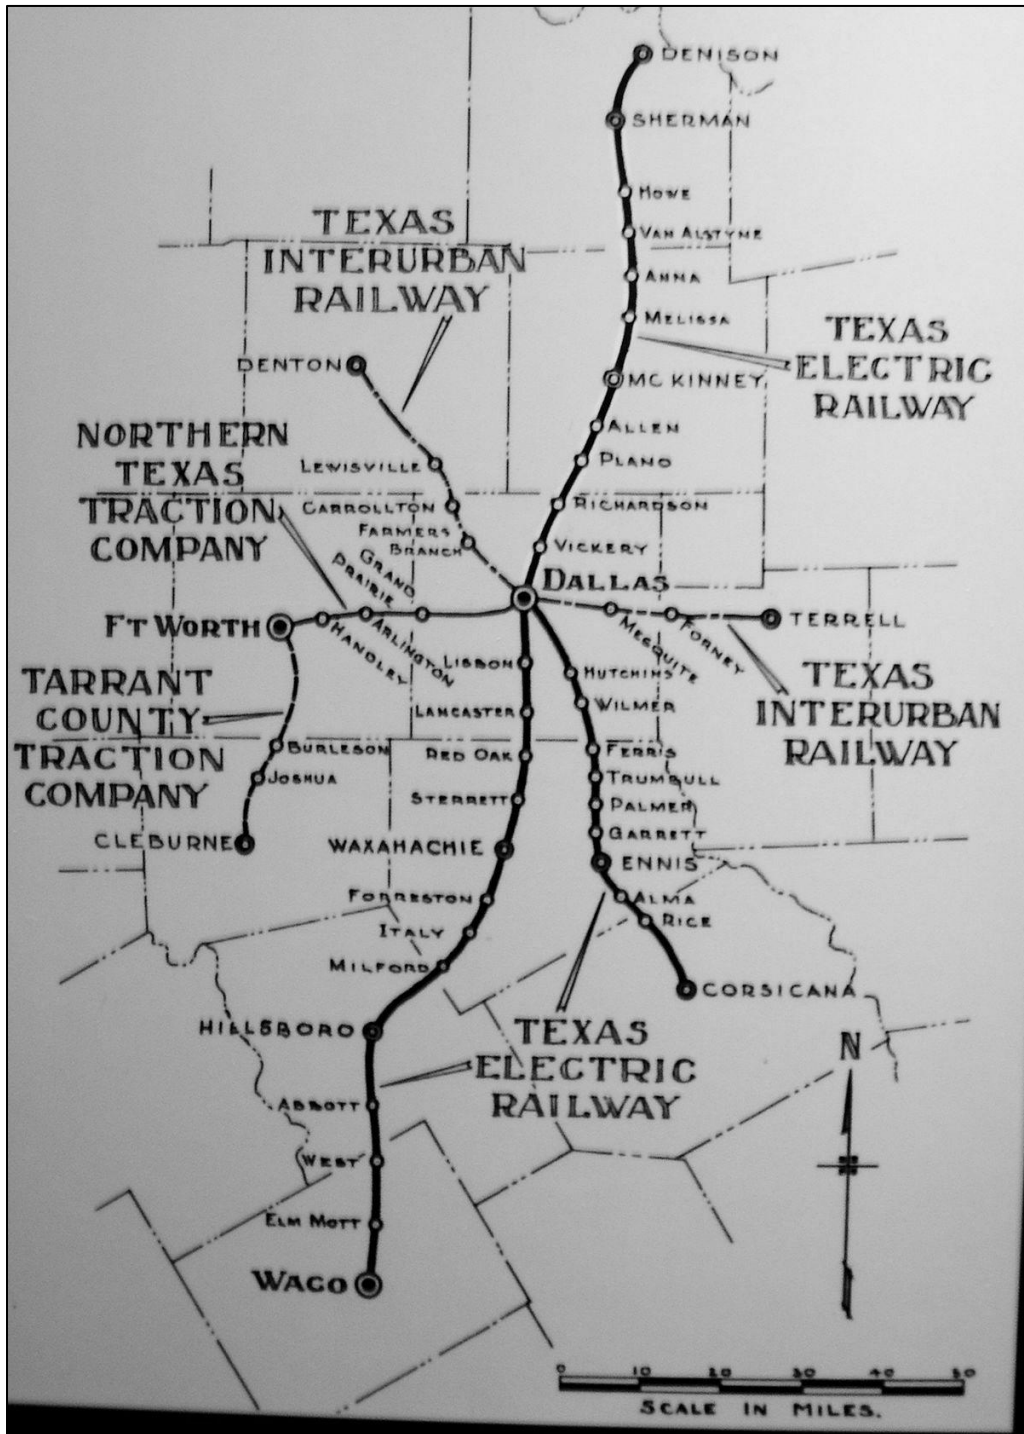 DENISON
SHERMAN
HOWE
TEXAS
INTERURBAN
RAILWAY
VAN ALSTYNE
ANNA
MELISSA
TEXAS
ELECTRIC
RAILWAY
DENTON
MCKINNEY
ALLEN
NORTHERN
TEXAS
TRACTION
COMPANY
LEWISVILLE
PLANO
CARROLLTON
RICHARDSON
FARMERS
BRANCH
VICKERY
GRAND
PRAIRIE
DALLAS
FT WORTH
HANDLEY
ARLINGTON
MESQUITE
FORNEY
TERRELL
LISBON
HUTCHINS
TARRANT
COUNTY
TRACTION
COMPANY
TEXAS
INTERURBAN
RAILWAY
LANCASTER
WILMER
BURLESON
RED OAK
FERRIS
JOSHUA
TRUMBULL
STERRETT
PALMER
CLEBURNE
WAXAHACHIE
GARRETT
ENNIS
FORRESTON
ALMA
ITALY
RICE
MILFORD
CORSICANA
HILLSBORO
TEXAS
ELECTRIC
RAILWAY
N
ABBOTT
WEST
ELM MOTT
WACO
0 10 20 30 40 50
SCALE IN MILES.